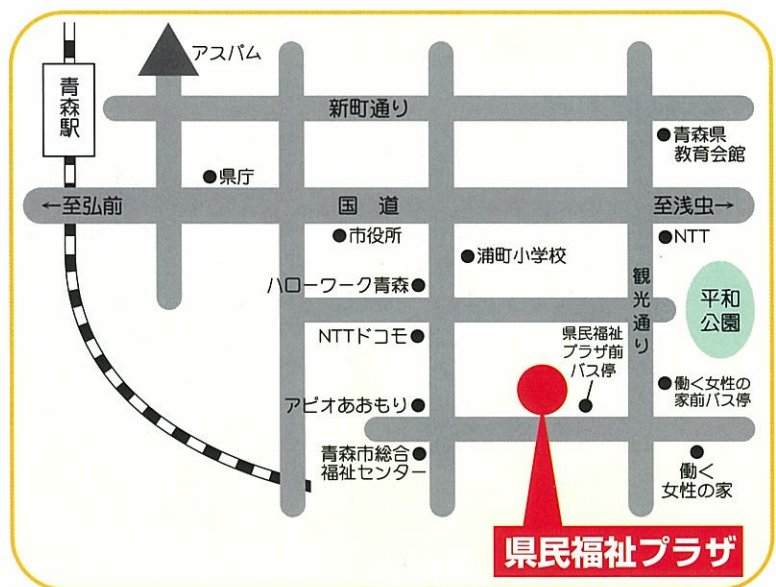 アスパム
青森駅
新町通り
青森県
教育会館
県庁
←至弘前
国道
至浅虫→
市役所
NTT
浦町小学校
ハローワーク青森
観光通り
平和
公園
NTTドコモ
県民福祉
プラザ前
バス停
アピオあおもり
働く女性の
家前バス停
青森市総合
福祉センター
働く
女性の家
県民福祉プラザ